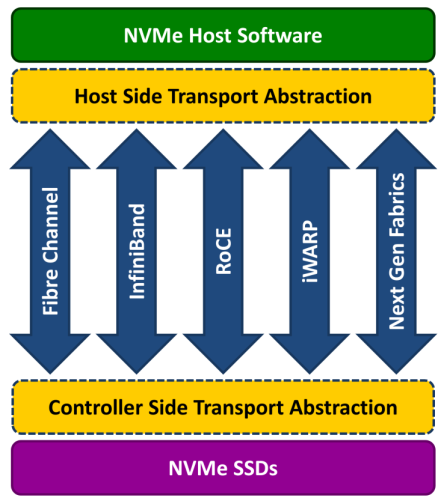 NVMe Host Software
Host Side Transport Abstraction
Fibre Channel
InfiniBand
RoCE
iWARP
Next Gen Fabrics
Controller Side Transport Abstraction
NVMe SSDs